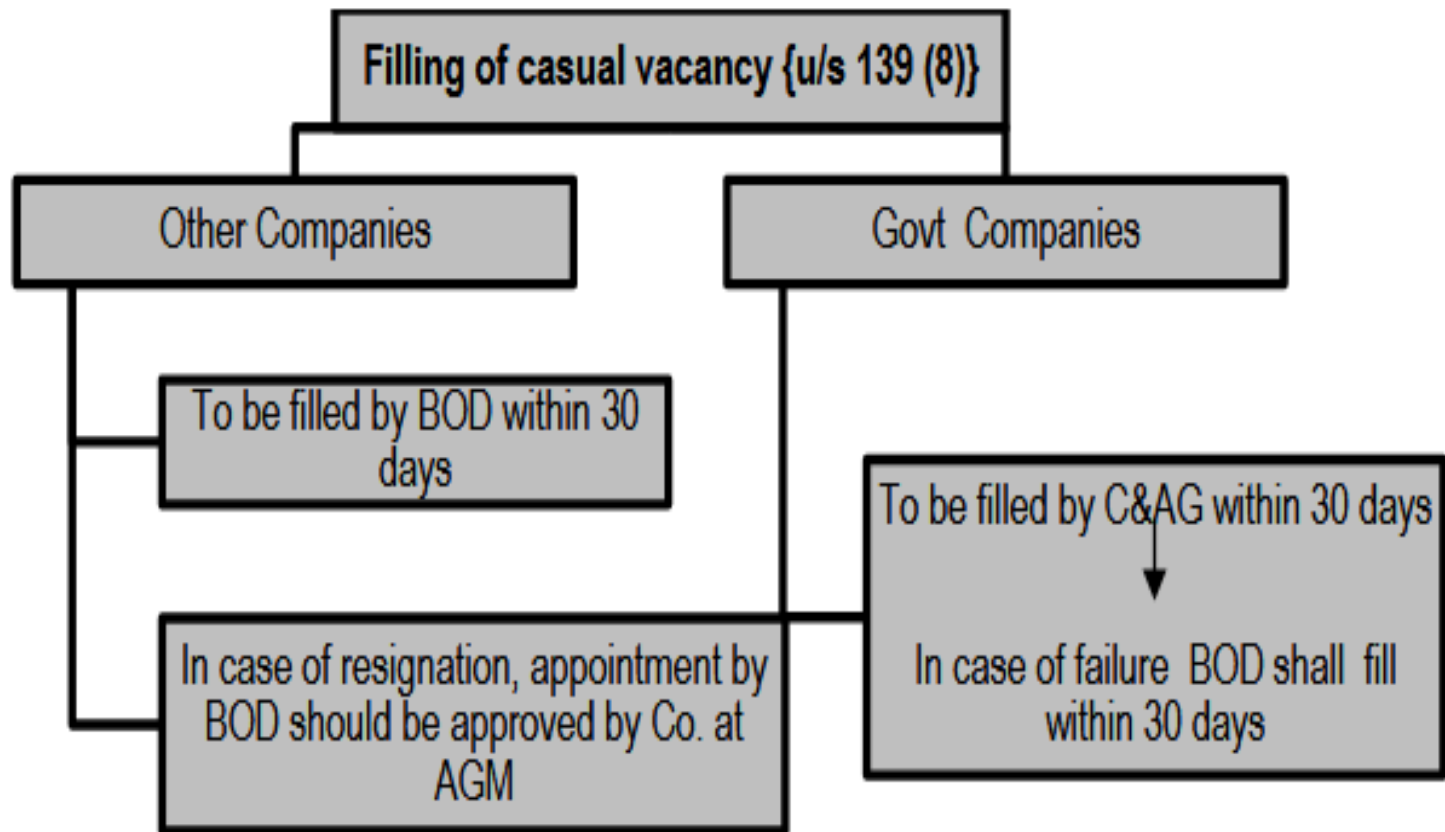 Filling of casual vacancy {u/s 139 (8)}
Other Companies
Govt Companies
To be filled by BOD within 30
days
In case of resignation, appointment by
BOD should be approved by Co. at
AGM
To be filled by C&AG within 30 days
In case of failure BOD shall fill
within 30 days